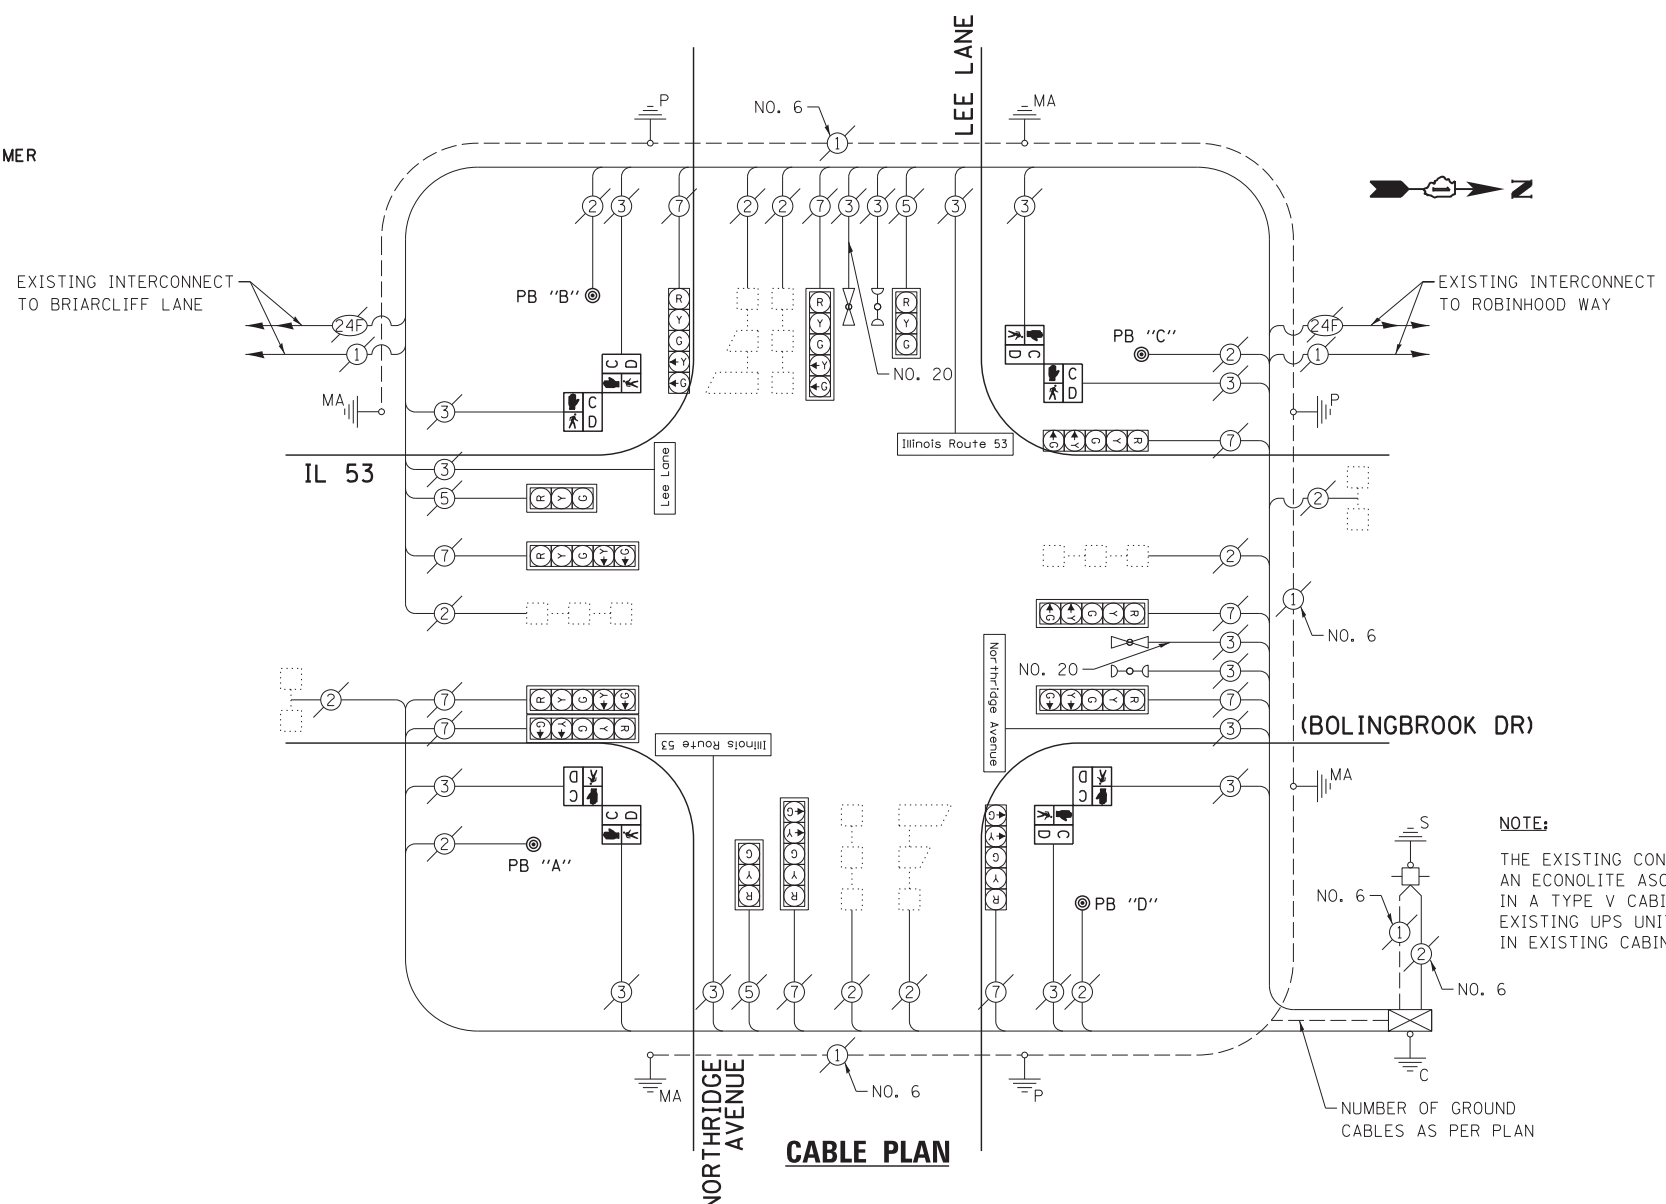 LEE LANE
MER
P
NO. 6
1
MA
N
2
3
7
2
2
7
3
3
5
3
3
EXISTING INTERCONNECT
TO BRIARCLIFF LANE
24F
1
PB "B"
R
Y
G
Y
G
R
Y
G
Y
G
R
Y
G
NO. 20
C D
C
D
MA
3
D C
C
D
PB "C"
2
24F
1
EXISTING INTERCONNECT
TO ROBINHOOD WAY
3
P
Illinois Route 53
G Y G Y R
7
IL 53
3
Lee Lane
5
R Y G
2
7
R Y G Y G
2
2
G Y G Y R
7
1
NO. 6
3
NO. 20
3
Northridge Avenue
2
7
R Y G Y G
7
G Y G Y R
G Y G Y R
7
3
(BOLINGBROOK DR)
Illinois Route 53
3
C D
C D
2
PB "A"
G
Y
R
G
Y
G
Y
R
G
Y
G
Y
R
D C
D C
3
MA
PB "D"
S
NO. 6
1
2
NO. 6
C
NOTE:
THE EXISTING CON
AN ECONOLITE ASC
IN A TYPE V CABI
EXISTING UPS UNI
IN EXISTING CABIN
3
3
5
7
2
2
7
3
2
MA
1
NO. 6
P
NUMBER OF GROUND
CABLES AS PER PLAN
NORTHRIDGE
AVENUE
CABLE PLAN